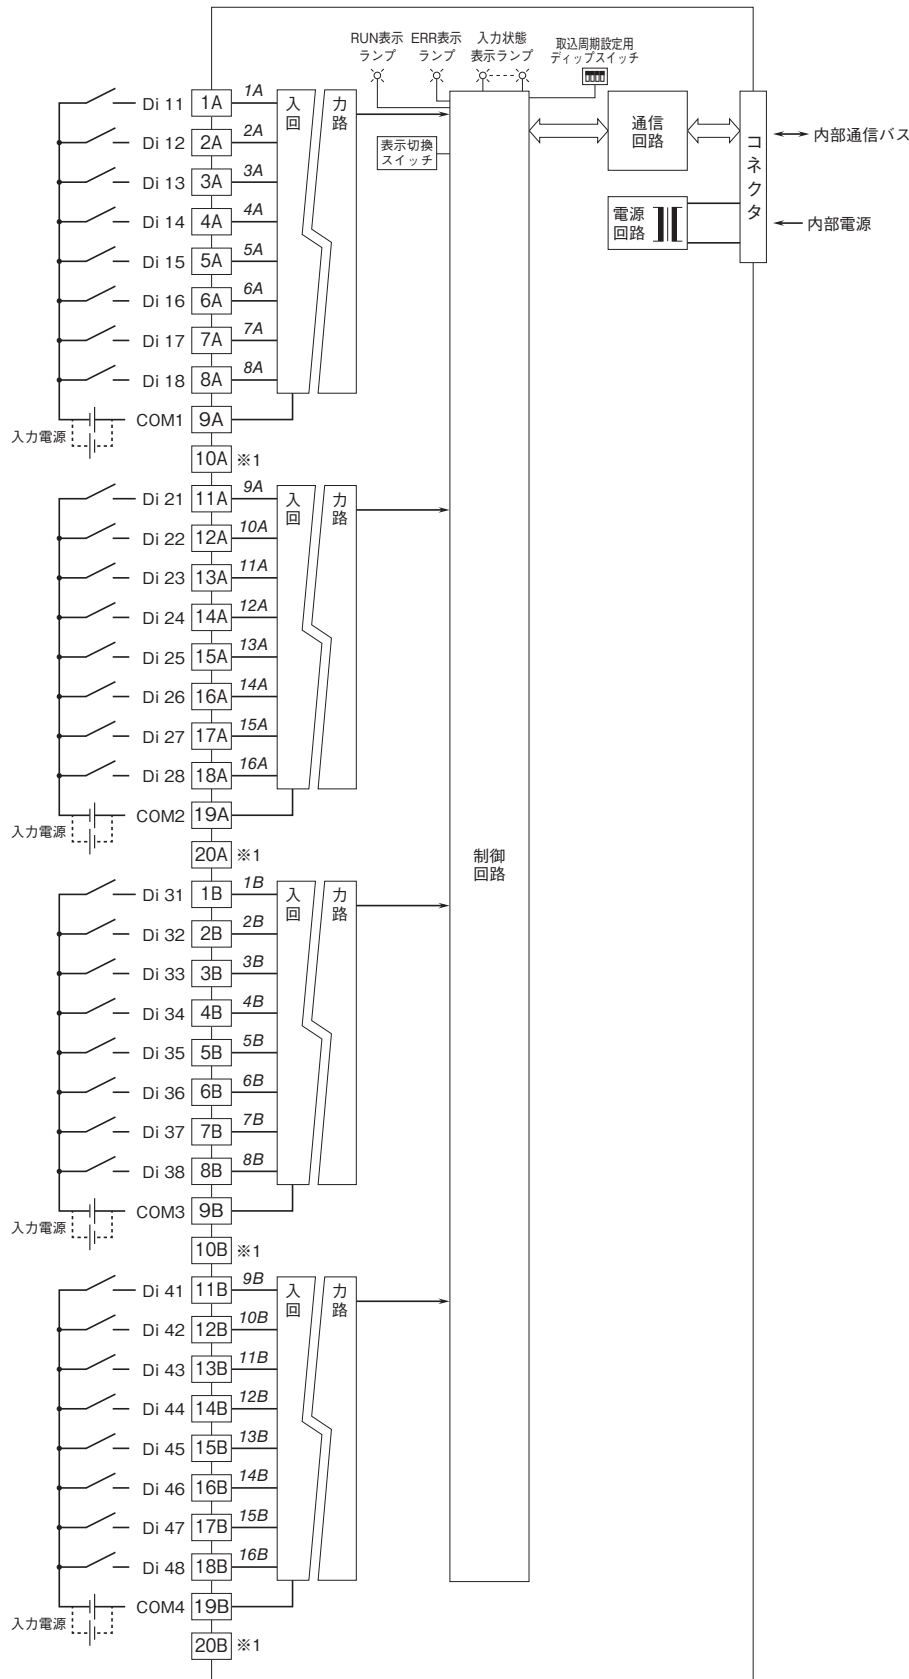 RUN表示
ランプ
ERR表示
ランプ
入力状態
表示ランプ
取込周期設定用
ディップスイッチ
Di 11 1A 1A
Di 12 2A 2A
Di 13 3A 3A
Di 14 4A 4A
Di 15 5A 5A
Di 16 6A 6A
Di 17 7A 7A
Di 18 8A 8A
COM1 9A
入力電源
10A ※1
入 力
回 路
表示切換
スイッチ
通信
回路
電源
回路
コネクタ
内部通信バス
内部電源
Di 21 11A 9A
Di 22 12A 10A
Di 23 13A 11A
Di 24 14A 12A
Di 25 15A 13A
Di 26 16A 14A
Di 27 17A 15A
Di 28 18A 16A
COM2 19A
入力電源
20A ※1
入 力
回 路
制御
回路
Di 31 1B 1B
Di 32 2B 2B
Di 33 3B 3B
Di 34 4B 4B
Di 35 5B 5B
Di 36 6B 6B
Di 37 7B 7B
Di 38 8B 8B
COM3 9B
入力電源
10B ※1
入 力
回 路
Di 41 11B 9B
Di 42 12B 10B
Di 43 13B 11B
Di 44 14B 12B
Di 45 15B 13B
Di 46 16B 14B
Di 47 17B 15B
Di 48 18B 16B
COM4 19B
入力電源
20B ※1
入 力
回 路